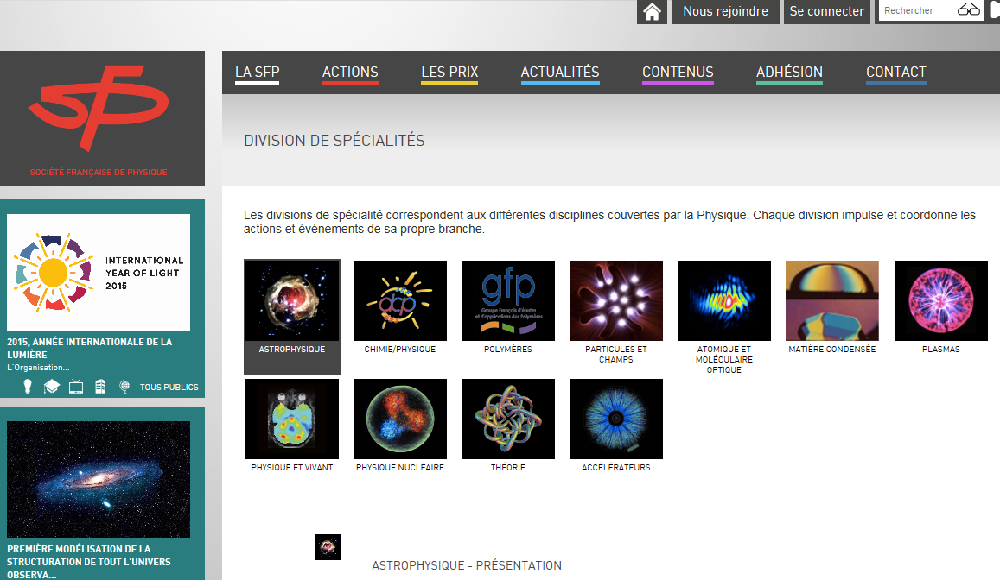 Nous rejoindre
Se connecter
Rechercher
LA SFP
ACTIONS
LES PRIX
ACTUALITÉS
CONTENUS
ADHÉSION
CONTACT
sfp
SOCIÉTÉ FRANÇAISE DE PHYSIQUE
DIVISION DE SPÉCIALITÉS
INTERNATIONAL
YEAR OF LIGHT
2015
2015, ANNÉE INTERNATIONALE DE LA
LUMIÈRE
L'Organisation...
TOUS PUBLICS
PREMIÈRE MODÉLISATION DE LA
STRUCTURATION DE TOUT L'UNIVERS
OBSERVA...
Les divisions de spécialité correspondent aux différentes disciplines couvertes par la Physique. Chaque division impulse et coordonne les
actions et événements de sa propre branche.
ASTROPHYSIQUE
dcp
CHIMIE/PHYSIQUE
gfp
Groupe Français d'études
et d'applications des Polymères
POLYMÈRES
PARTICULES ET
CHAMPS
ATOMIQUE ET
MOLÉCULAIRE
OPTIQUE
MATIÈRE CONDENSÉE
PLASMAS
PHYSIQUE ET VIVANT
PHYSIQUE NUCLÉAIRE
THÉORIE
ACCÉLÉRATEURS
ASTROPHYSIQUE - PRÉSENTATION